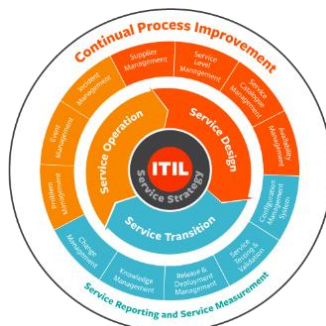 Continual Process Improvement
Supplier
Management
Service
Level
Management
Service
Catalogue
Management
Availability
Management
Configuration
Management
System
Service
Testing &
Validation
Release &
Deployment
Management
Knowledge
Management
Change
Management
Problem
Management
Event
Management
Incident
Management
Service Operation
Service Design
Service Transition
ITIL
Service Strategy
Service Reporting and Service Measurement